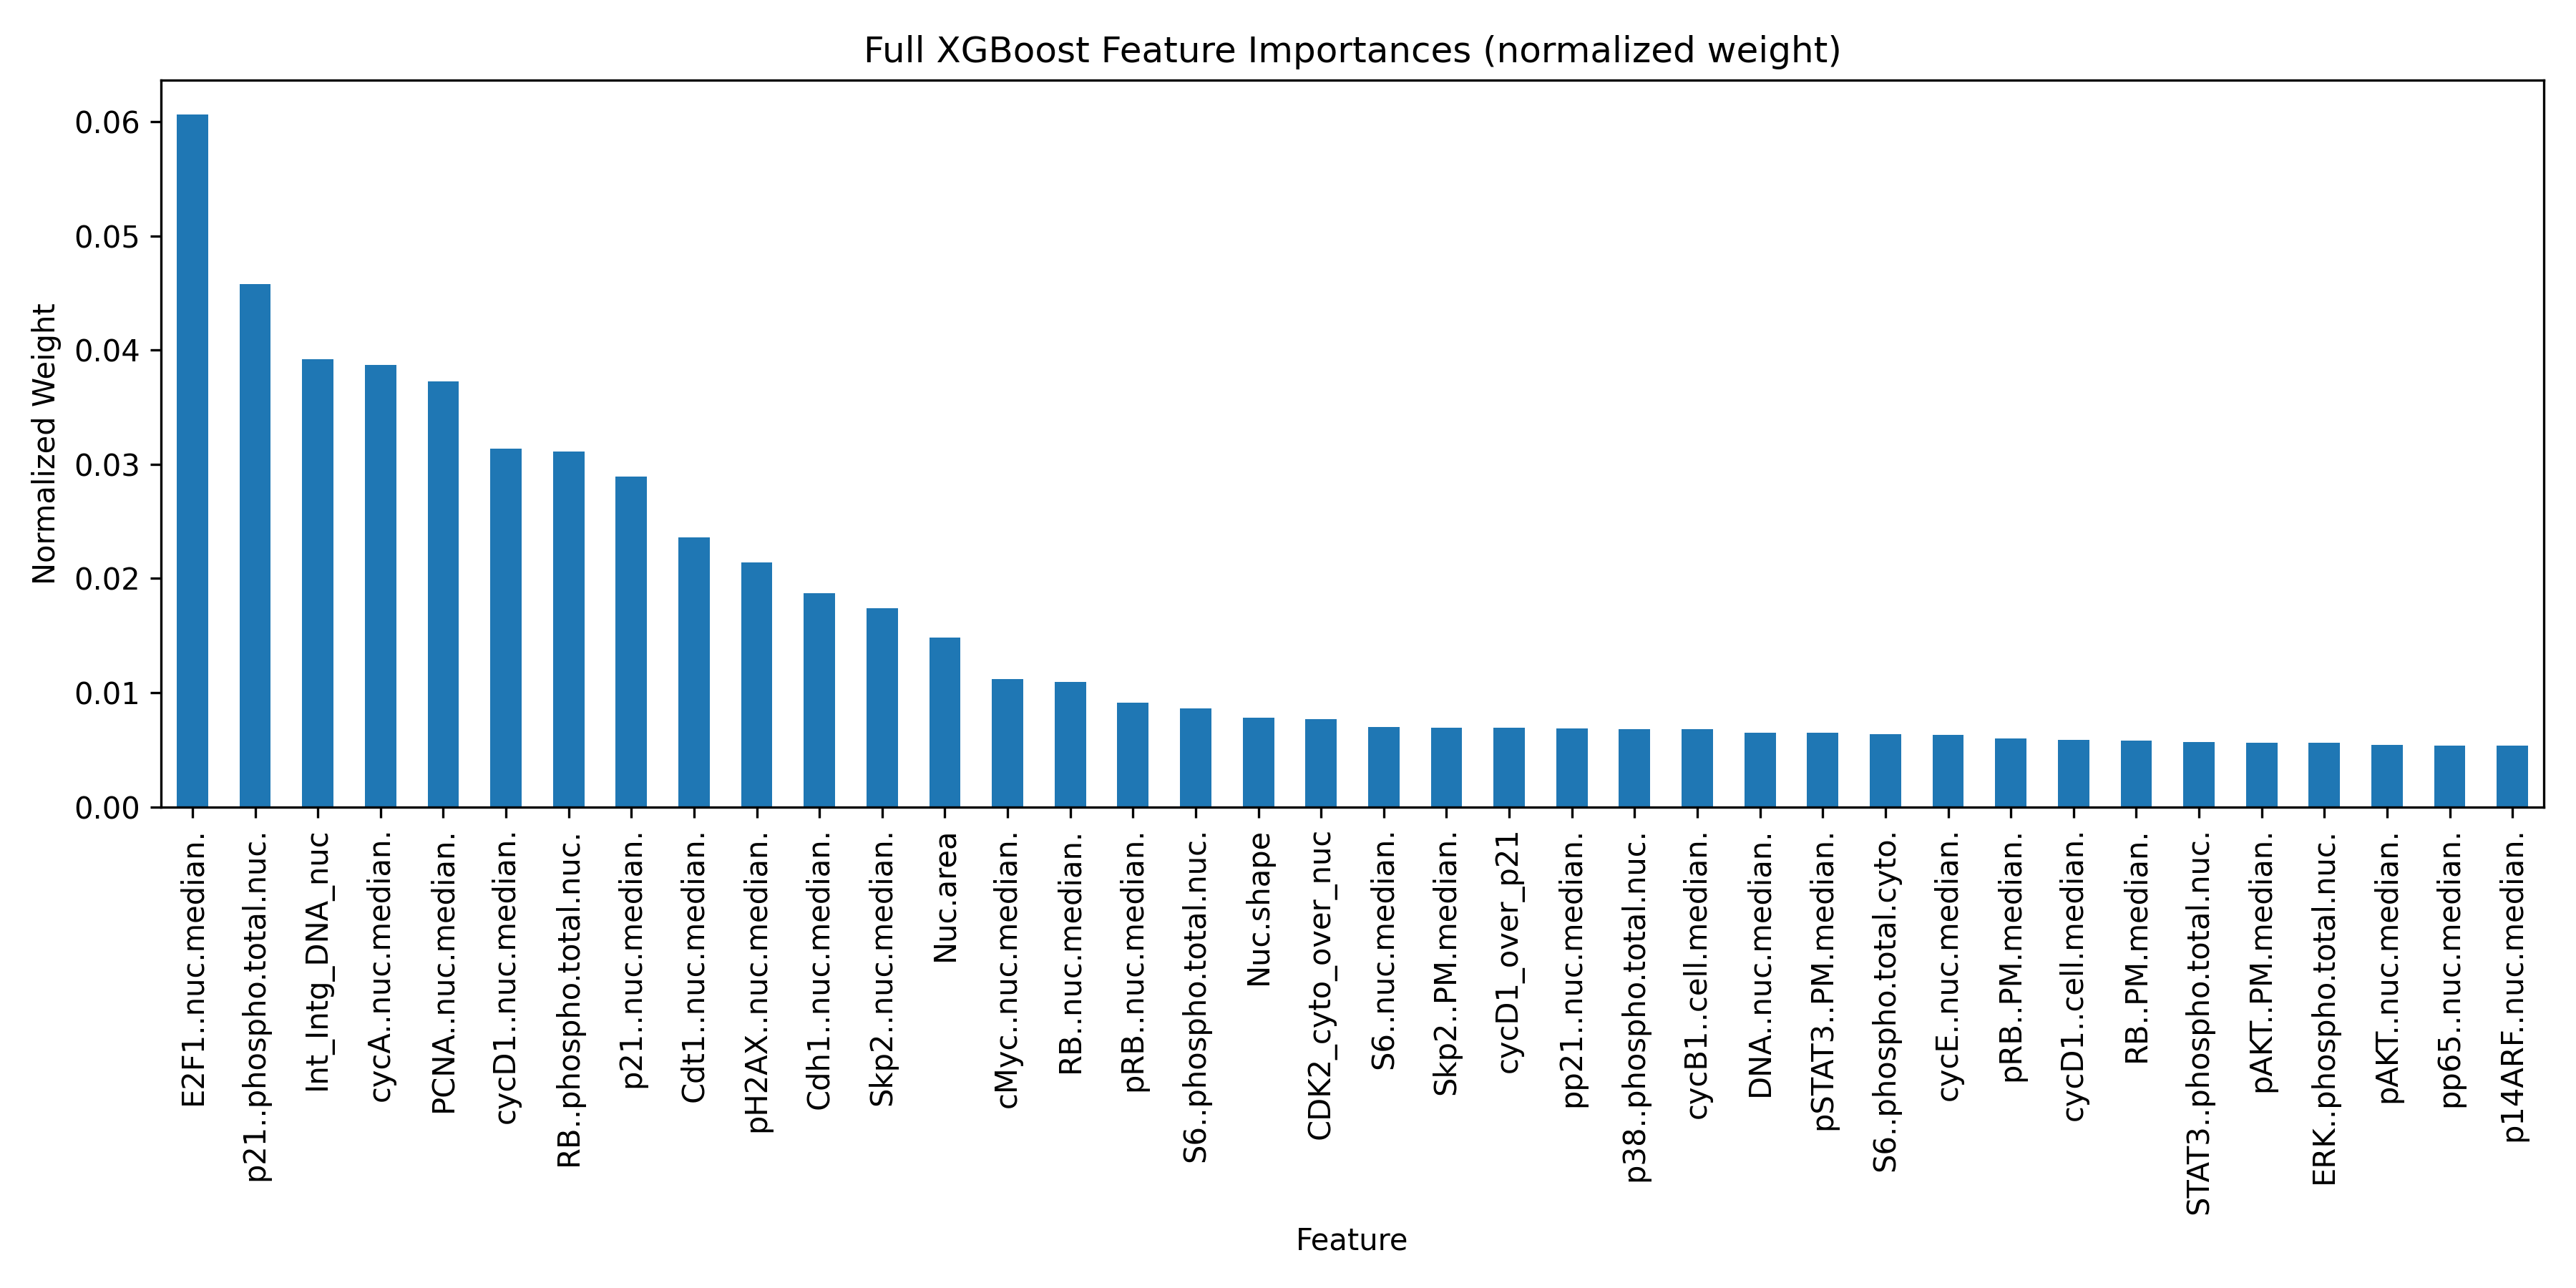 Full XGBoost Feature Importances (normalized weight)
Normalized Weight
0.06
0.05
0.04
0.03
0.02
0.01
0.00
E2F1..nuc.median.
p21..phospho.total.nuc.
Int_Intg_DNA_nuc
cycA..nuc.median.
PCNA..nuc.median.
cycD1..nuc.median.
RB..phospho.total.nuc.
p21..nuc.median.
Cdt1..nuc.median.
pH2AX..nuc.median.
Cdh1..nuc.median.
Skp2..nuc.median.
Nuc.area
cMyc..nuc.median.
RB..nuc.median.
pRB..nuc.median.
S6..phospho.total.nuc.
Nuc.shape
CDK2_cyto_over_nuc
S6..nuc.median.
Skp2..PM.median.
cycD1_over_p21
pp21..nuc.median.
p38..phospho.total.nuc.
cycB1..cell.median.
DNA..nuc.median.
pSTAT3..PM.median.
S6..phospho.total.cyto.
cycE..nuc.median.
pRB..PM.median.
cycD1..cell.median.
RB..PM.median.
STAT3..phospho.total.nuc.
pAKT..PM.median.
ERK..phospho.total.nuc.
pAKT..nuc.median.
pp65..nuc.median.
p14ARF..nuc.median.
Feature